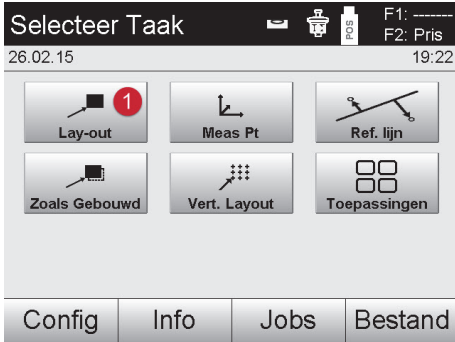 Selecteer Taak
POS
F1: -------
F2: Pris
26.02.15
19:22
1
Lay-out
Meas Pt
Ref. lijn
Zoals Gebouwd
Vert. Layout
Toepassingen
Config
Info
Jobs
Bestand